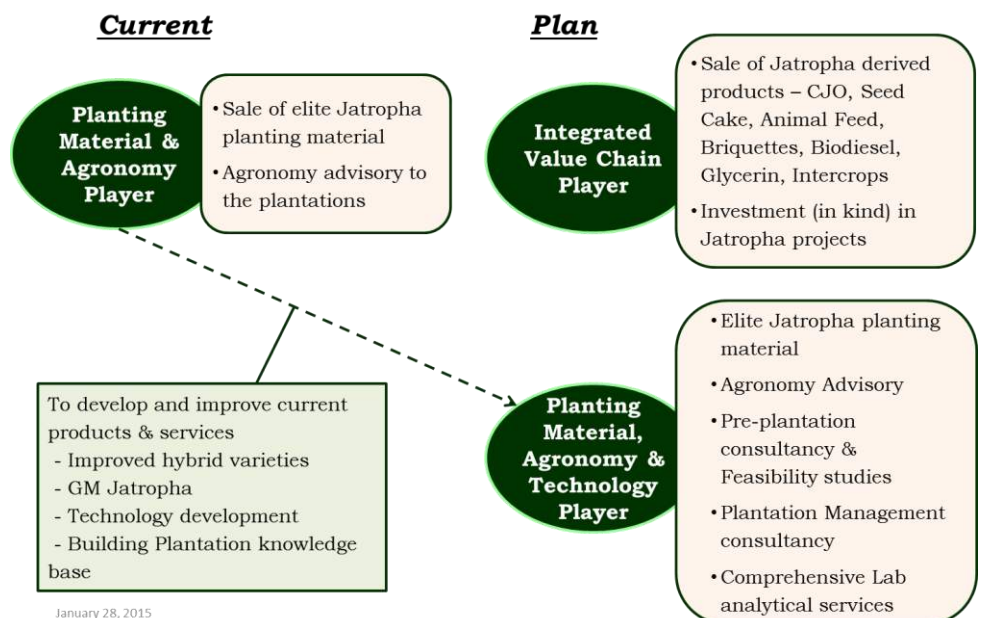 Current
Planting
Material &
Agronomy
Player
• Sale of elite Jatropha
planting material
• Agronomy advisory to
the plantations
To develop and improve current
products & services
- Improved hybrid varieties
- GM Jatropha
- Technology development
- Building Plantation knowledge
base
January 28, 2015
Plan
Integrated
Value Chain
Player
• Sale of Jatropha derived
products – CJO, Seed
Cake, Animal Feed,
Briquettes, Biodiesel,
Glycerin, Intercrops
• Investment (in kind) in
Jatropha projects
Planting
Material,
Agronomy &
Technology
Player
• Elite Jatropha planting
material
• Agronomy Advisory
• Pre-plantation
consultancy &
Feasibility studies
• Plantation Management
consultancy
• Comprehensive Lab
analytical services